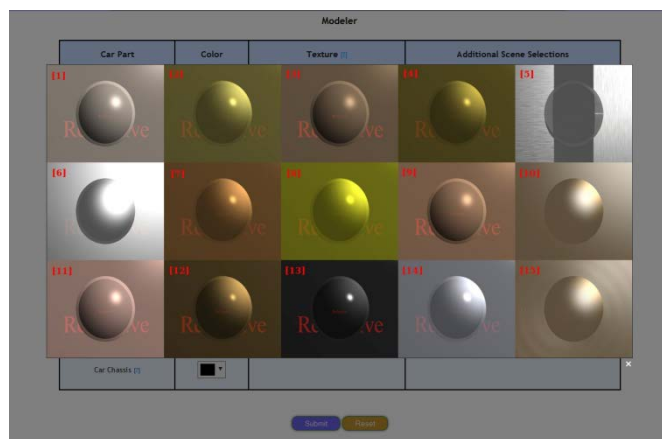 Modeler
Car Part Color Texture [?] Additional Scene Selections
[1] [2] [3] [4] [5]
[6] [7] [8] [9] [10]
[11] [12] [13] [14] [15]
Car Chassis [?]
×
Submit Reset